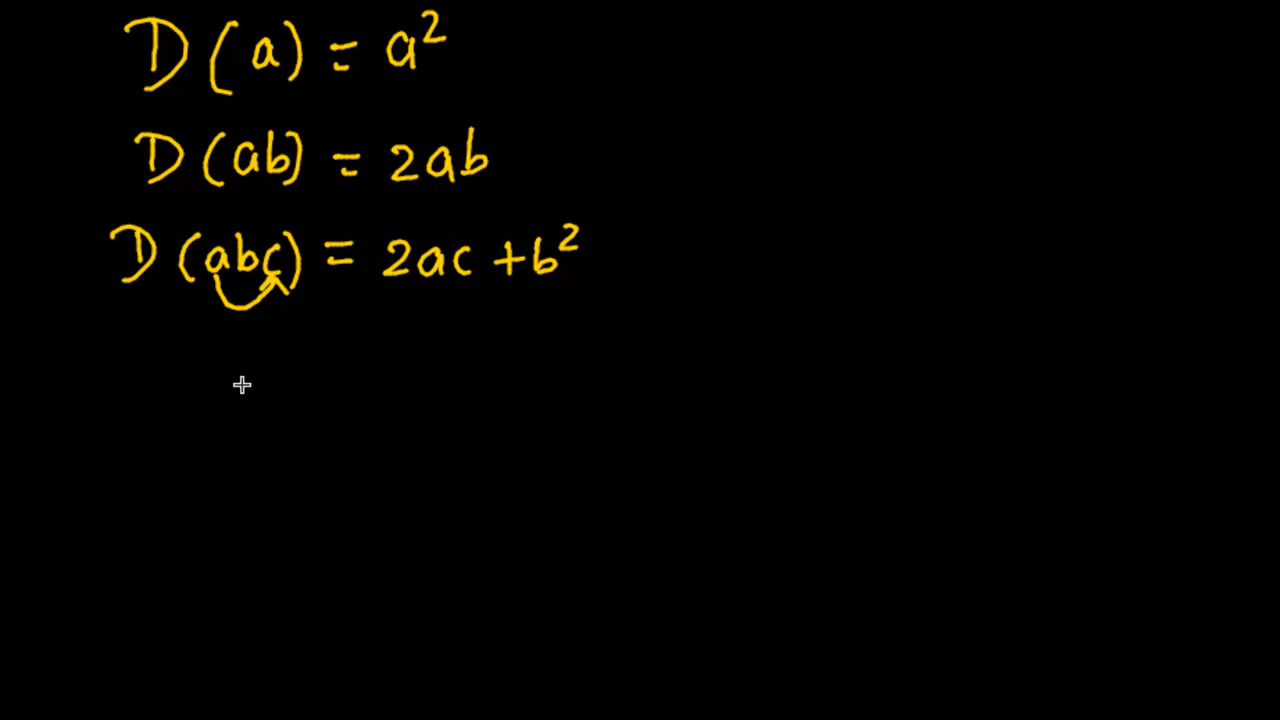 D(a) = a²
D(ab) = 2ab
D(abc) = 2ac + b²